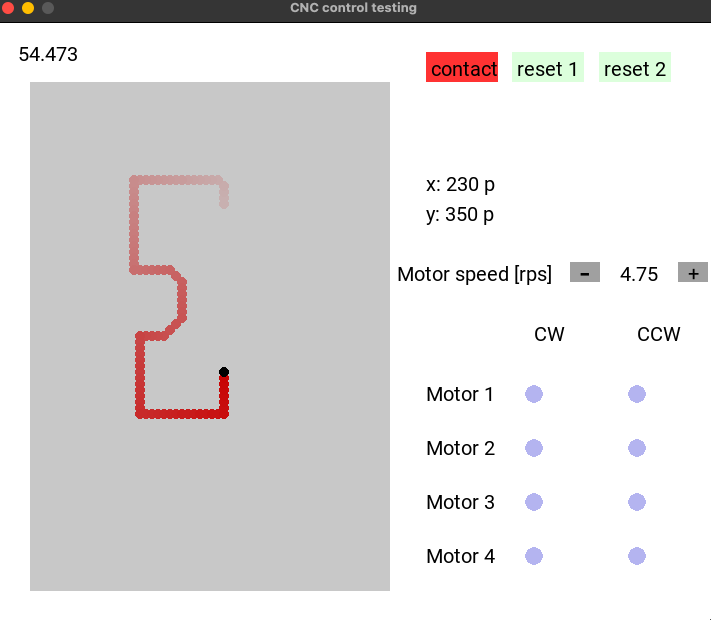 CNC control testing
54.473
contact reset 1 reset 2
x: 230 p
y: 350 p
Motor speed [rps] - 4.75 +
CW CCW
Motor 1
Motor 2
Motor 3
Motor 4